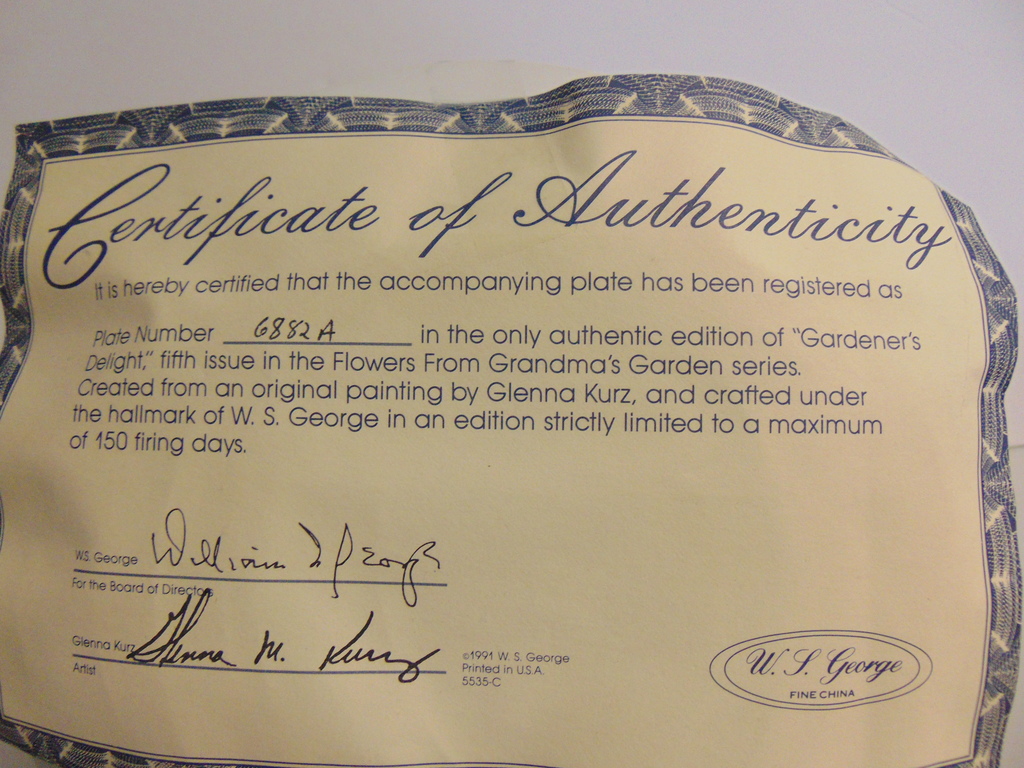 Certificate of Authenticity
It is hereby certified that the accompanying plate has been registered as
Plate Number 6882A in the only authentic edition of "Gardener's
Delight," fifth issue in the Flowers From Grandma's Garden series.
Created from an original painting by Glenna Kurz, and crafted under
the hallmark of W. S. George in an edition strictly limited to a maximum
of 150 firing days.
W.S. George William S George
For the Board of Directors
Glenna Kurz Glenna M. Kurz
Artist
©1991 W. S. George
Printed in U.S.A.
5535-C
W. S. George
FINE CHINA